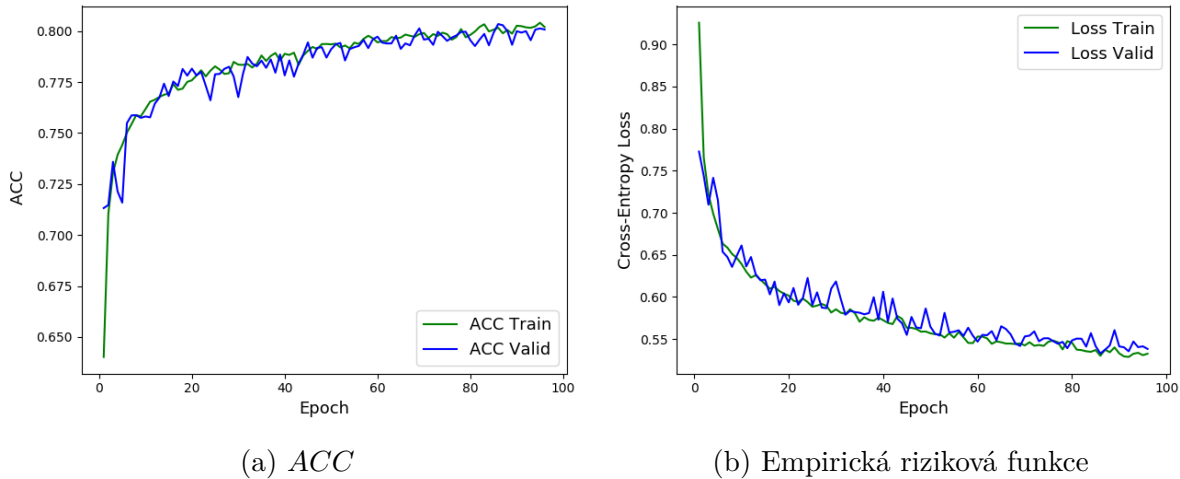 0.800
0.775
0.750
0.725
0.700
0.675
0.650
ACC
ACC Train
ACC Valid
0 20 40 60 80 100
Epoch
(a) ACC
0.90
0.85
0.80
0.75
0.70
0.65
0.60
0.55
Cross-Entropy Loss
Loss Train
Loss Valid
0 20 40 60 80 100
Epoch
(b) Empirická riziková funkce